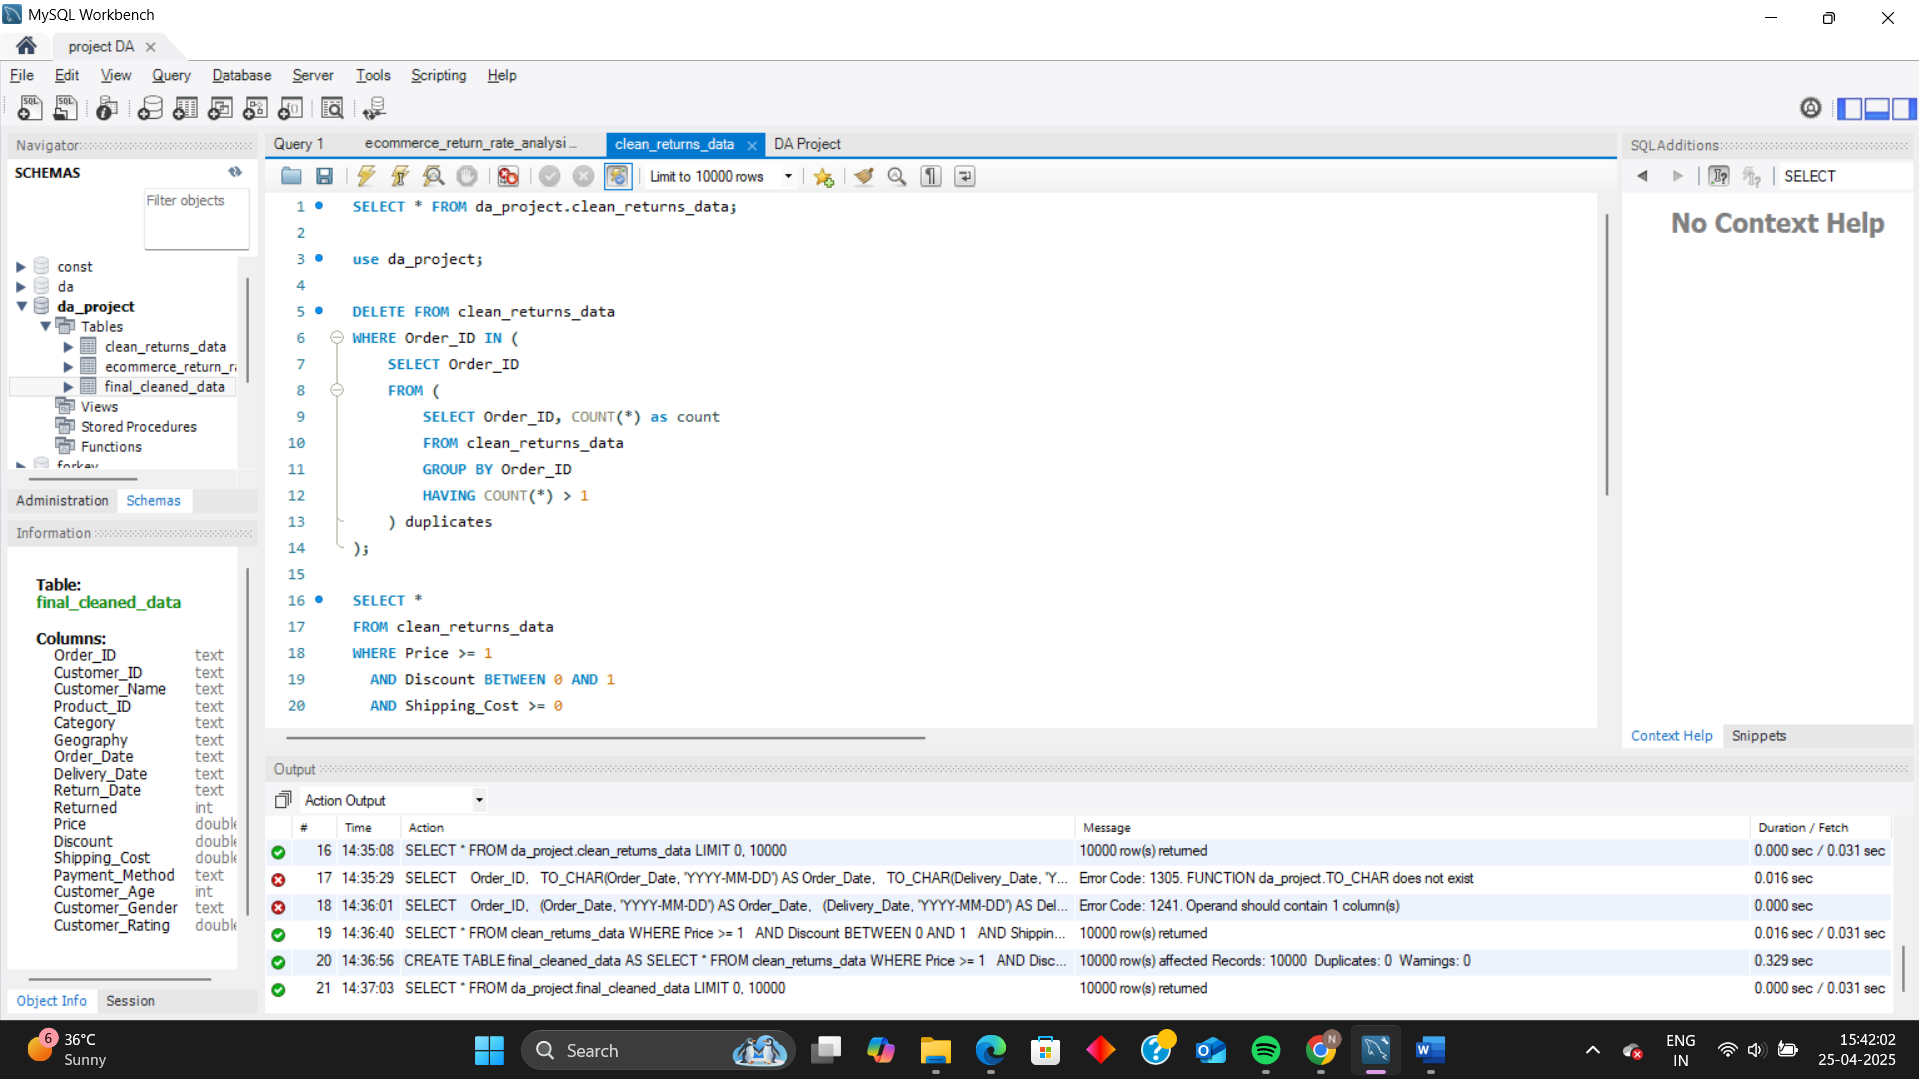 MySQL Workbench
project DA
File Edit View Query Database Server Tools Scripting Help
Navigator
SCHEMAS
Filter objects
const
da
da_project
Tables
clean_returns_data
ecommerce_return_r
final_cleaned_data
Views
Stored Procedures
Functions
forkey
Administration Schemas
Information
Table:
final_cleaned_data
Columns:
Order_ID text
Customer_ID text
Customer_Name text
Product_ID text
Category text
Geography text
Order_Date text
Delivery_Date text
Return_Date text
Returned int
Price double
Discount double
Shipping_Cost double
Payment_Method text
Customer_Age int
Customer_Gender text
Customer_Rating double
Object Info Session
Query 1 ecommerce_return_rate_analysi... clean_returns_data DA Project
Limit to 10000 rows
1 SELECT * FROM da_project.clean_returns_data;
2
3 use da_project;
4
5 DELETE FROM clean_returns_data
6 WHERE Order_ID IN (
7 SELECT Order_ID
8 FROM (
9 SELECT Order_ID, COUNT(*) as count
10 FROM clean_returns_data
11 GROUP BY Order_ID
12 HAVING COUNT(*) > 1
13 ) duplicates
14 );
15
16 SELECT *
17 FROM clean_returns_data
18 WHERE Price >= 1
19 AND Discount BETWEEN 0 AND 1
20 AND Shipping_Cost >= 0
SQLAdditions
SELECT
No Context Help
Context Help Snippets
Output
Action Output
# Time Action Message Duration / Fetch
16 14:35:08 SELECT * FROM da_project.clean_returns_data LIMIT 0, 10000 10000 row(s) returned 0.000 sec / 0.031 sec
17 14:35:29 SELECT Order_ID, TO_CHAR(Order_Date, 'YYYY-MM-DD') AS Order_Date, TO_CHAR(Delivery_Date, 'Y... Error Code: 1305. FUNCTION da_project.TO_CHAR does not exist 0.016 sec
18 14:36:01 SELECT Order_ID, (Order_Date, 'YYYY-MM-DD') AS Order_Date, (Delivery_Date, 'YYYY-MM-DD') AS Del... Error Code: 1241. Operand should contain 1 column(s) 0.000 sec
19 14:36:40 SELECT * FROM clean_returns_data WHERE Price >= 1 AND Discount BETWEEN 0 AND 1 AND Shippin... 10000 row(s) returned 0.016 sec / 0.031 sec
20 14:36:56 CREATE TABLE final_cleaned_data AS SELECT * FROM clean_returns_data WHERE Price >= 1 AND Disc... 10000 row(s) affected Records: 10000 Duplicates: 0 Warnings: 0 0.329 sec
21 14:37:03 SELECT * FROM da_project.final_cleaned_data LIMIT 0, 10000 10000 row(s) returned 0.000 sec / 0.031 sec
6
36°C
Sunny
Search
ENG
IN
15:42:02
25-04-2025